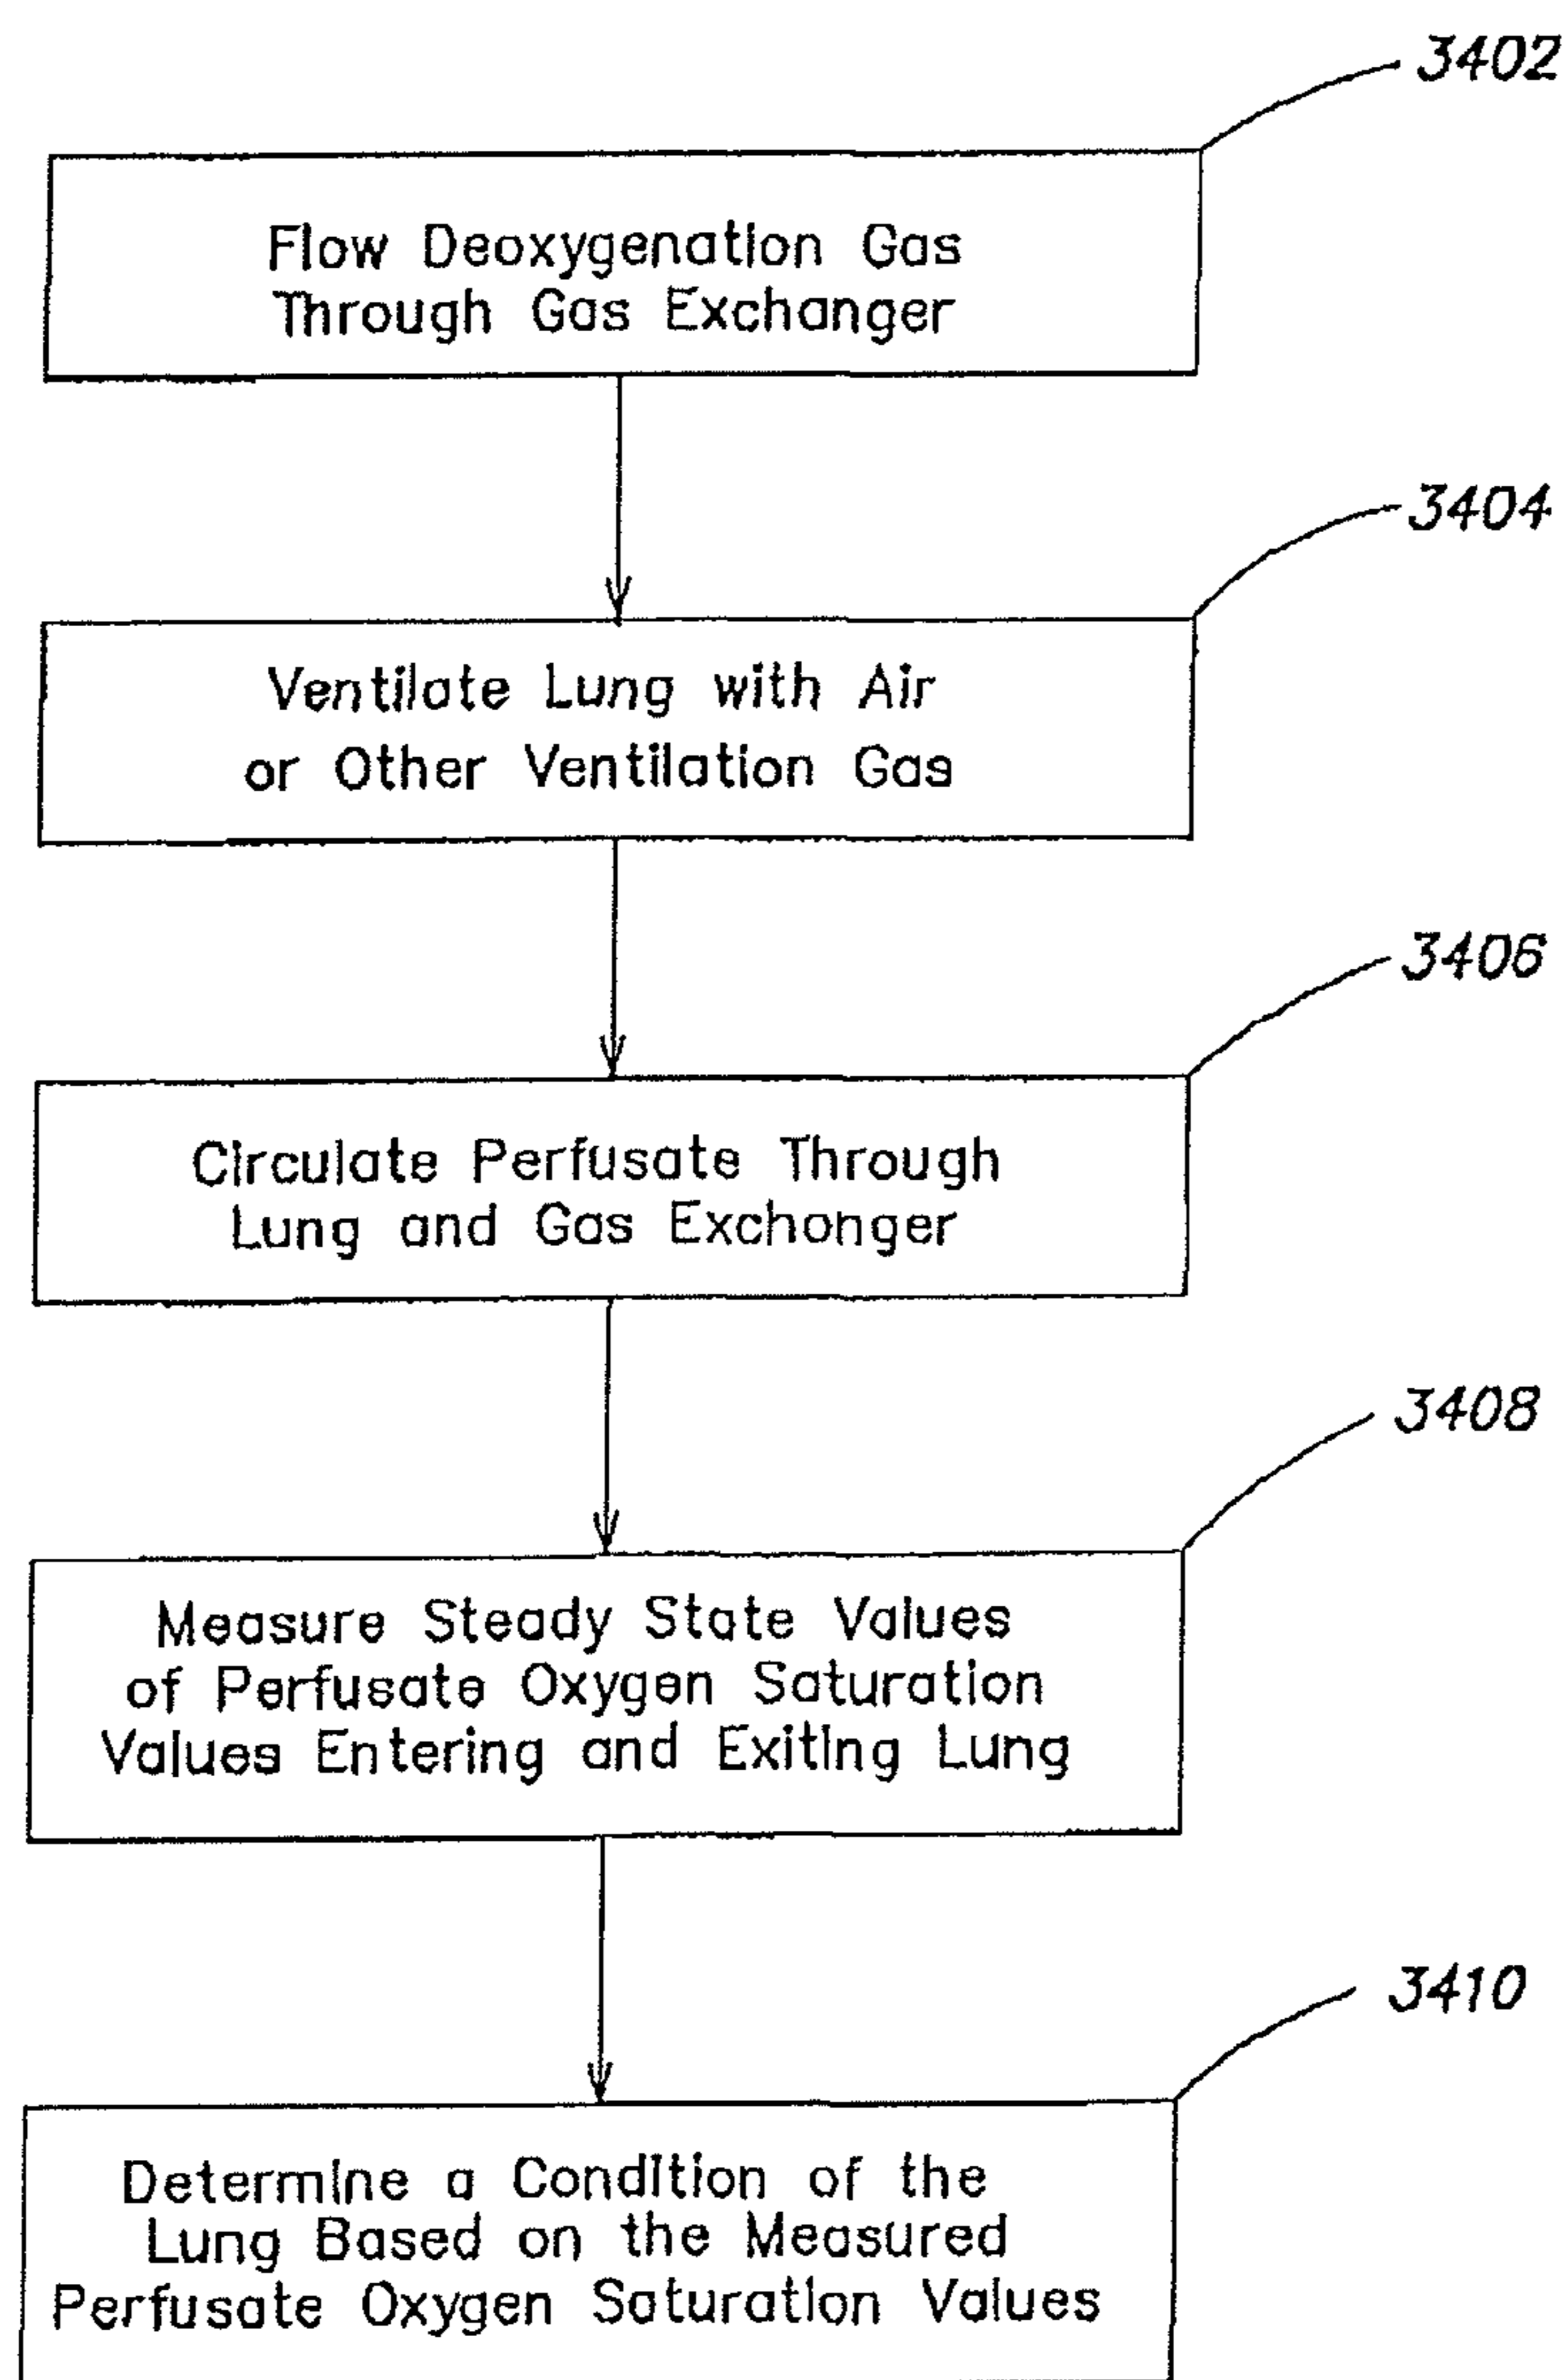 3402
Flow Deoxygenation Gas
Through Gas Exchanger
3404
Ventilate Lung with Air
or Other Ventilation Gas
3406
Circulate Perfusate Through
Lung and Gas Exchanger
3408
Measure Steady State Values
of Perfusate Oxygen Saturation
Values Entering and Exiting Lung
3410
Determine a Condition of the
Lung Based on the Measured
Perfusate Oxygen Saturation Values